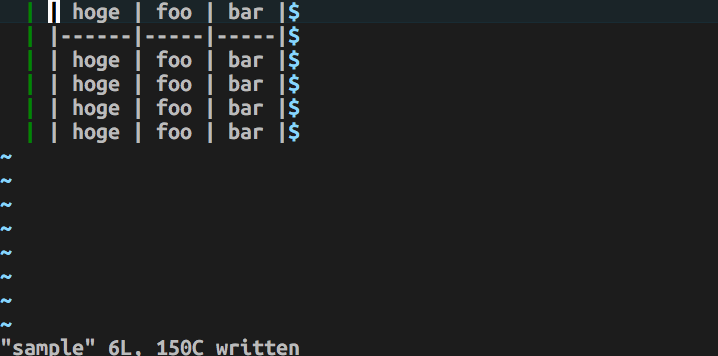 | | hoge | foo | bar |$
| |------|-----|-----|$
| | hoge | foo | bar |$
| | hoge | foo | bar |$
| | hoge | foo | bar |$
| | hoge | foo | bar |$
~
~
~
~
~
~
~
~
"sample" 6L, 150C written